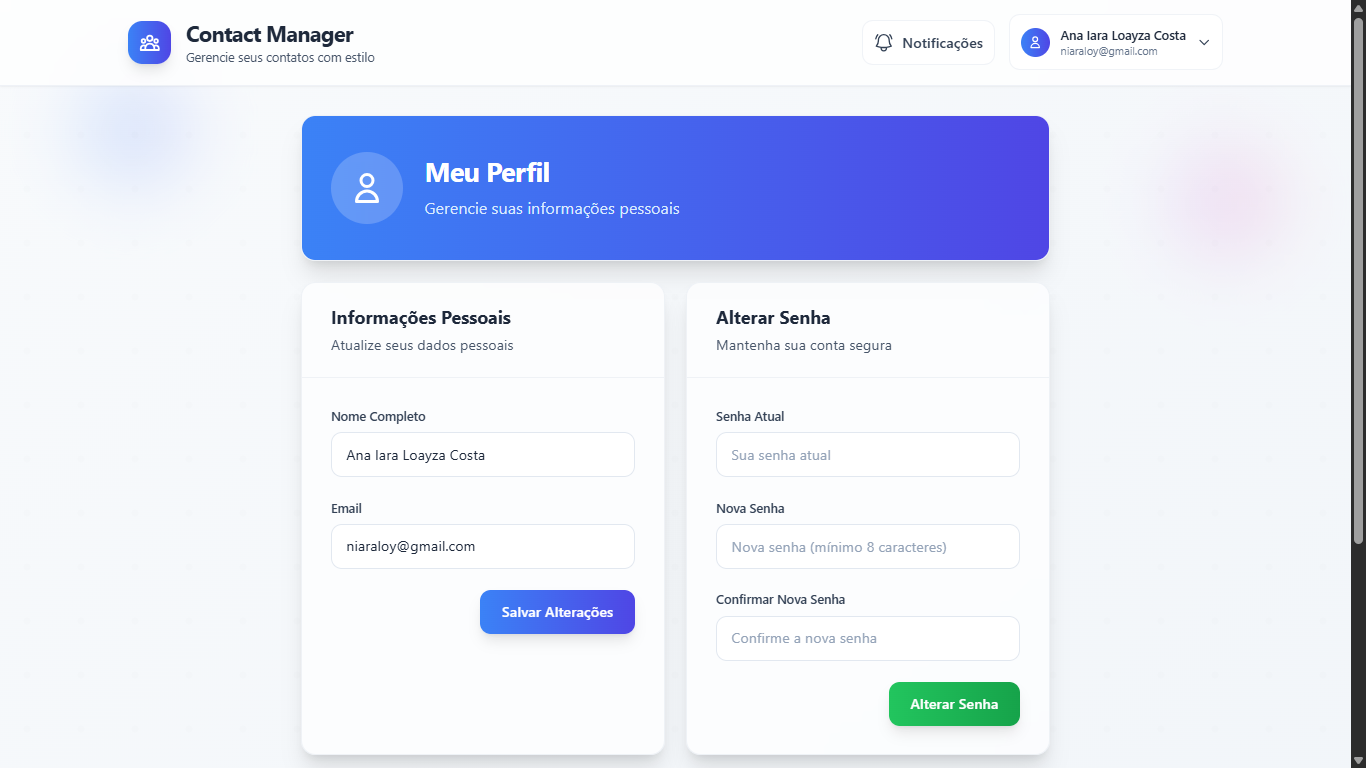 Contact Manager
Gerencie seus contatos com estilo
Notificações
Ana Iara Loayza Costa
niaraloy@gmail.com
Meu Perfil
Gerencie suas informações pessoais
Informações Pessoais
Atualize seus dados pessoais
Nome Completo
Ana Iara Loayza Costa
Email
niaraloy@gmail.com
Salvar Alterações
Alterar Senha
Mantenha sua conta segura
Senha Atual
Sua senha atual
Nova Senha
Nova senha (mínimo 8 caracteres)
Confirmar Nova Senha
Confirme a nova senha
Alterar Senha